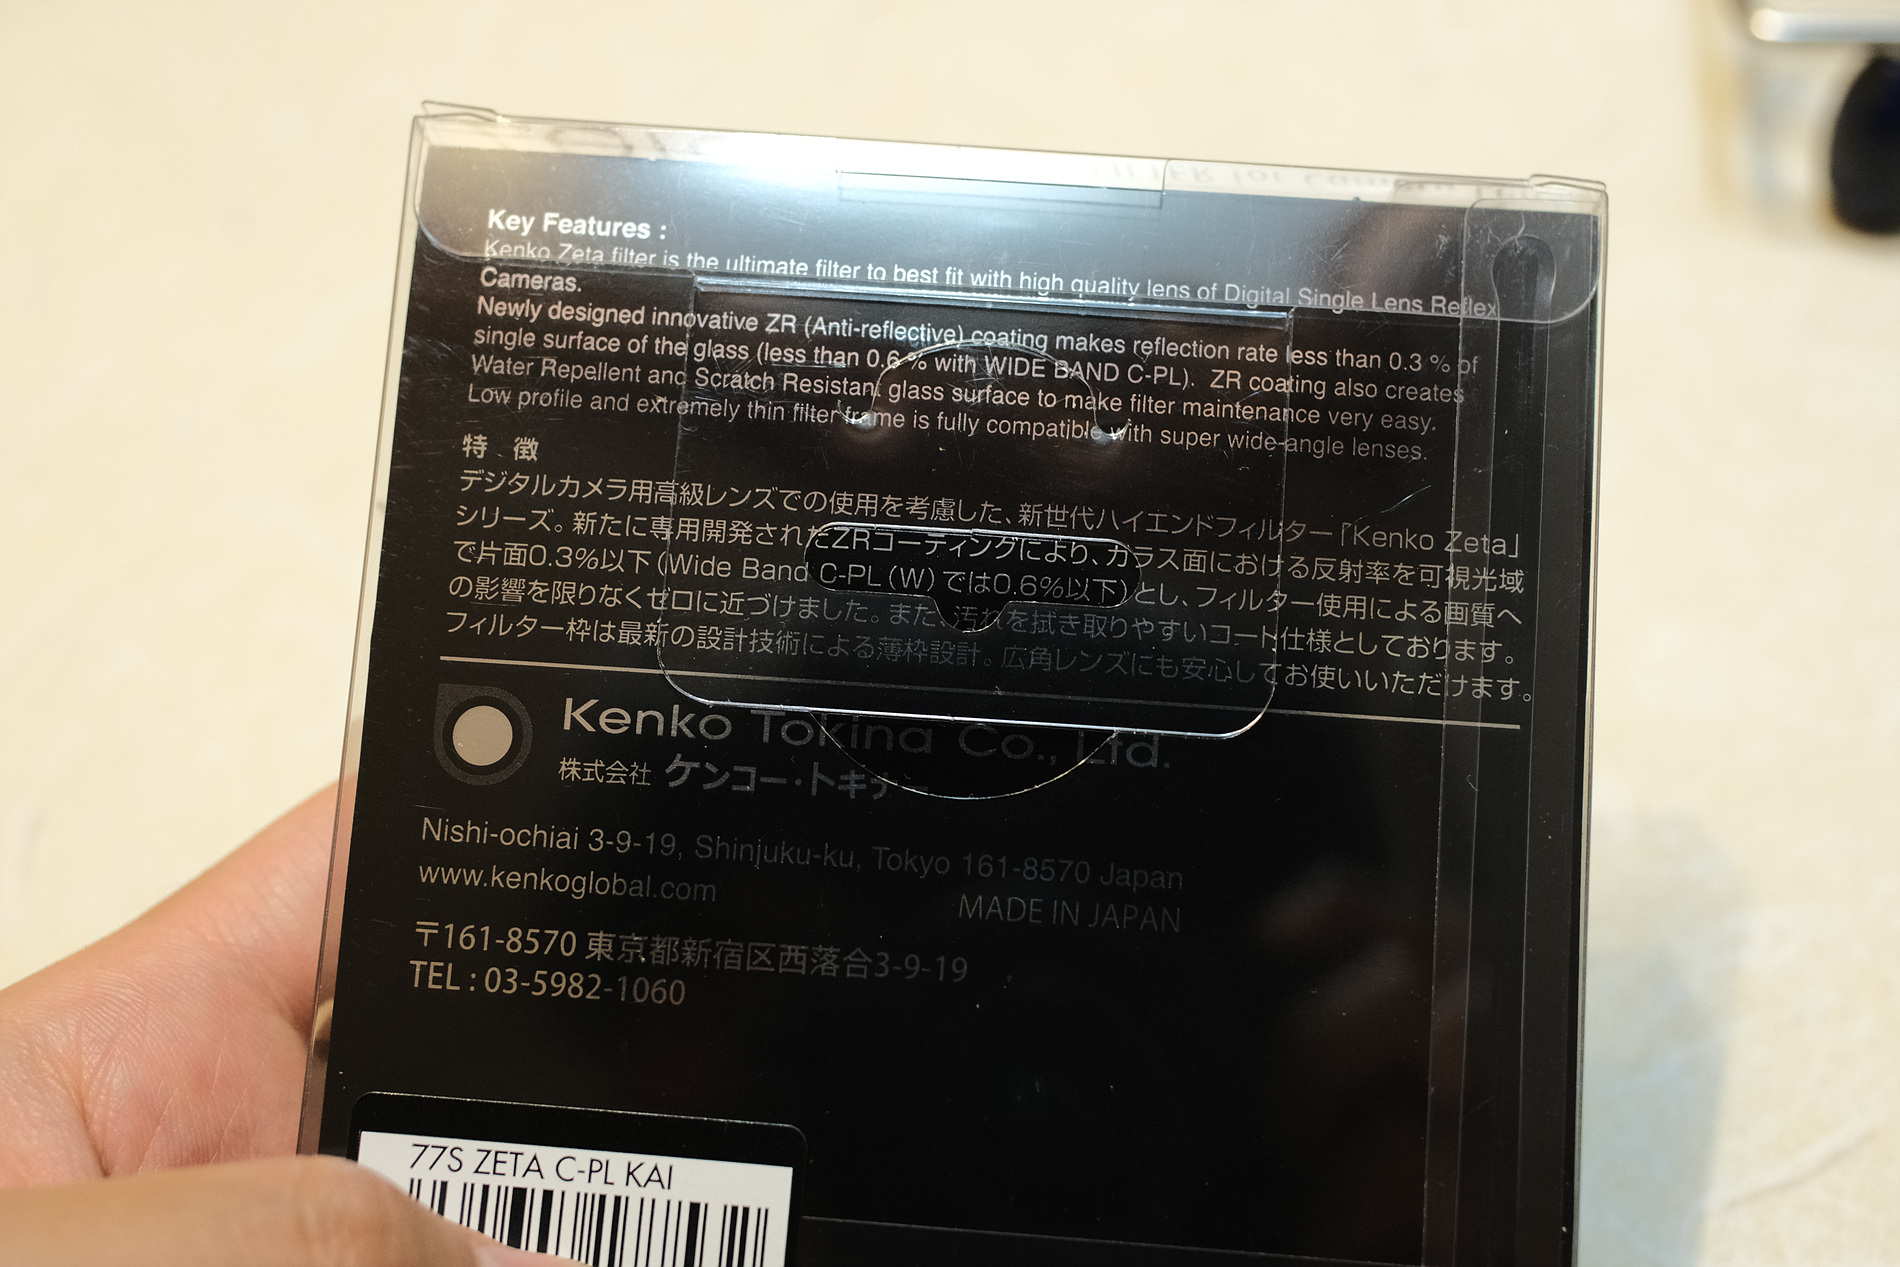 Key Features :
Kenko Zeta filter is the ultimate filter to best fit with high quality lens of Digital Single Lens Reflex
Cameras.
Newly designed innovative ZR (Anti-reflective) coating makes reflection rate less than 0.3 % of
single surface of the glass (less than 0.6 % with WIDE BAND C-PL). ZR coating also creates
Water Repellent and Scratch Resistant glass surface to make filter maintenance very easy.
Low profile and extremely thin filter frame is fully compatible with super wide-angle lenses.
特 徴
デジタルカメラ用高級レンズでの使用を考慮した、新世代ハイエンドフィルター「Kenko Zeta」
シリーズ。新たに専用開発されたZRコーティングにより、ガラス面における反射率を可視光域
で片面0.3%以下(Wide Band C-PL(W)では0.6%以下)とし、フィルター使用による画質へ
の影響を限りなくゼロに近づけました。また、汚れを拭き取りやすいコート仕様としております。
フィルター枠は最新の設計技術による薄枠設計。広角レンズにも安心してお使いいただけます。
Kenko Tokina Co., Ltd.
株式会社 ケンコー・トキナー
Nishi-ochiai 3-9-19, Shinjuku-ku, Tokyo 161-8570 Japan
www.kenkoglobal.com
MADE IN JAPAN
〒161-8570 東京都新宿区西落合3-9-19
TEL : 03-5982-1060
77S ZETA C-PL KAI